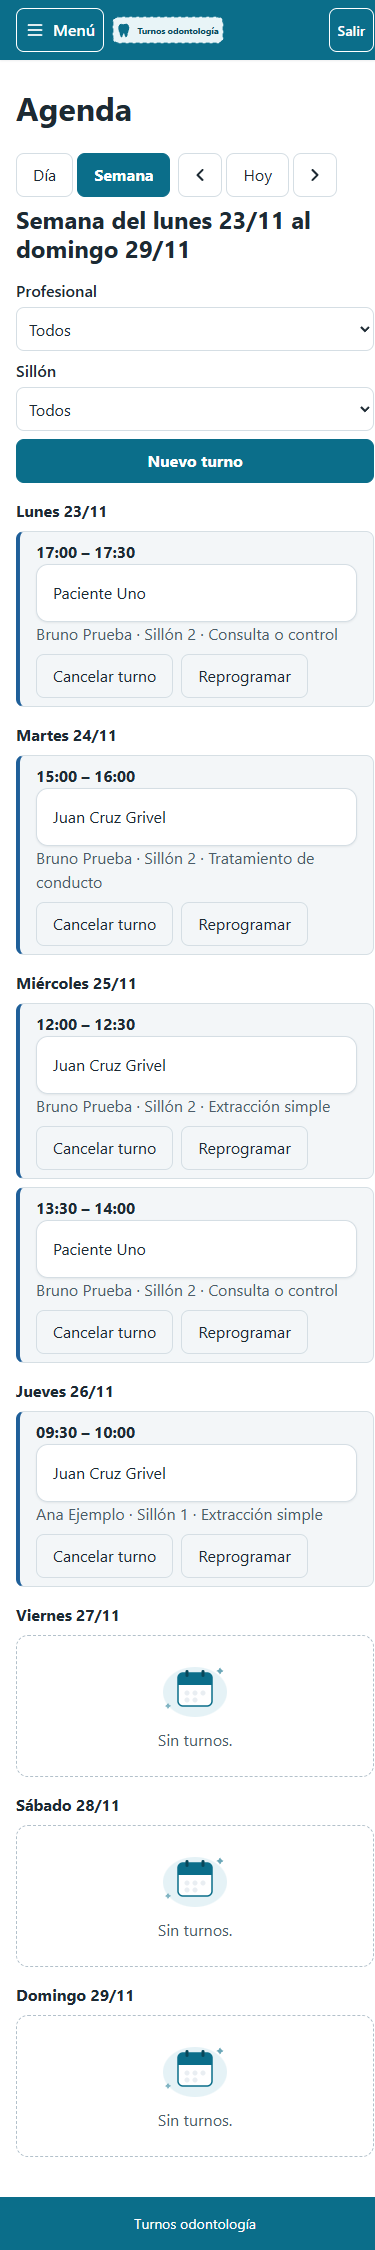 Menú
Turnos odontología
Salir
Agenda
Día
Semana
Hoy
Semana del lunes 23/11 al
domingo 29/11
Profesional
Todos
Sillón
Todos
Nuevo turno
Lunes 23/11
17:00 – 17:30
Paciente Uno
Bruno Prueba · Sillón 2 · Consulta o control
Cancelar turno
Reprogramar
Martes 24/11
15:00 – 16:00
Juan Cruz Grivel
Bruno Prueba · Sillón 2 · Tratamiento de
conducto
Cancelar turno
Reprogramar
Miércoles 25/11
12:00 – 12:30
Juan Cruz Grivel
Bruno Prueba · Sillón 2 · Extracción simple
Cancelar turno
Reprogramar
13:30 – 14:00
Paciente Uno
Bruno Prueba · Sillón 2 · Consulta o control
Cancelar turno
Reprogramar
Jueves 26/11
09:30 – 10:00
Juan Cruz Grivel
Ana Ejemplo · Sillón 1 · Extracción simple
Cancelar turno
Reprogramar
Viernes 27/11
Sin turnos.
Sábado 28/11
Sin turnos.
Domingo 29/11
Sin turnos.
Turnos odontología